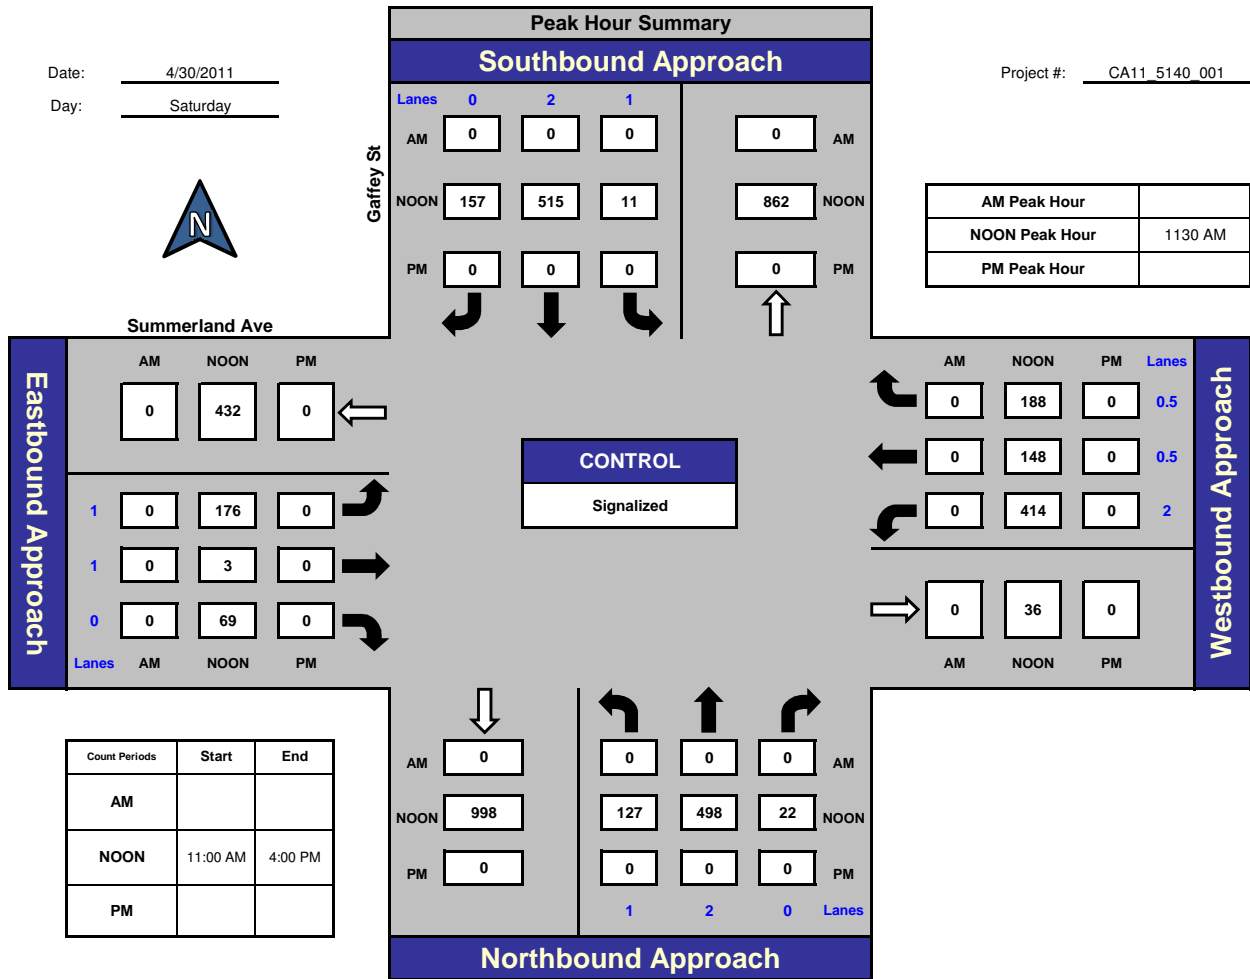 Peak Hour Summary
Southbound Approach
Date: 4/30/2011
Project #: CA11_5140_001
Day: Saturday
Lanes 0 2 1
AM 0 0 0 0 AM
Gaffey St
N
NOON 157 515 11 862 NOON
PM 0 0 0 0 PM
AM Peak Hour
NOON Peak Hour 1130 AM
PM Peak Hour
Summerland Ave
Eastbound Approach
AM NOON PM
0 432 0
1 0 176 0
1 0 3 0
0 0 69 0
Lanes AM NOON PM
CONTROL
Signalized
AM NOON PM Lanes
0 188 0 0.5
0 148 0 0.5
0 414 0 2
0 36 0
AM NOON PM
Westbound Approach
Count Periods Start End
AM
NOON 11:00 AM 4:00 PM
PM
AM 0 0 0 0 AM
NOON 998 127 498 22 NOON
PM 0 0 0 0 PM
1 2 0 Lanes
Northbound Approach